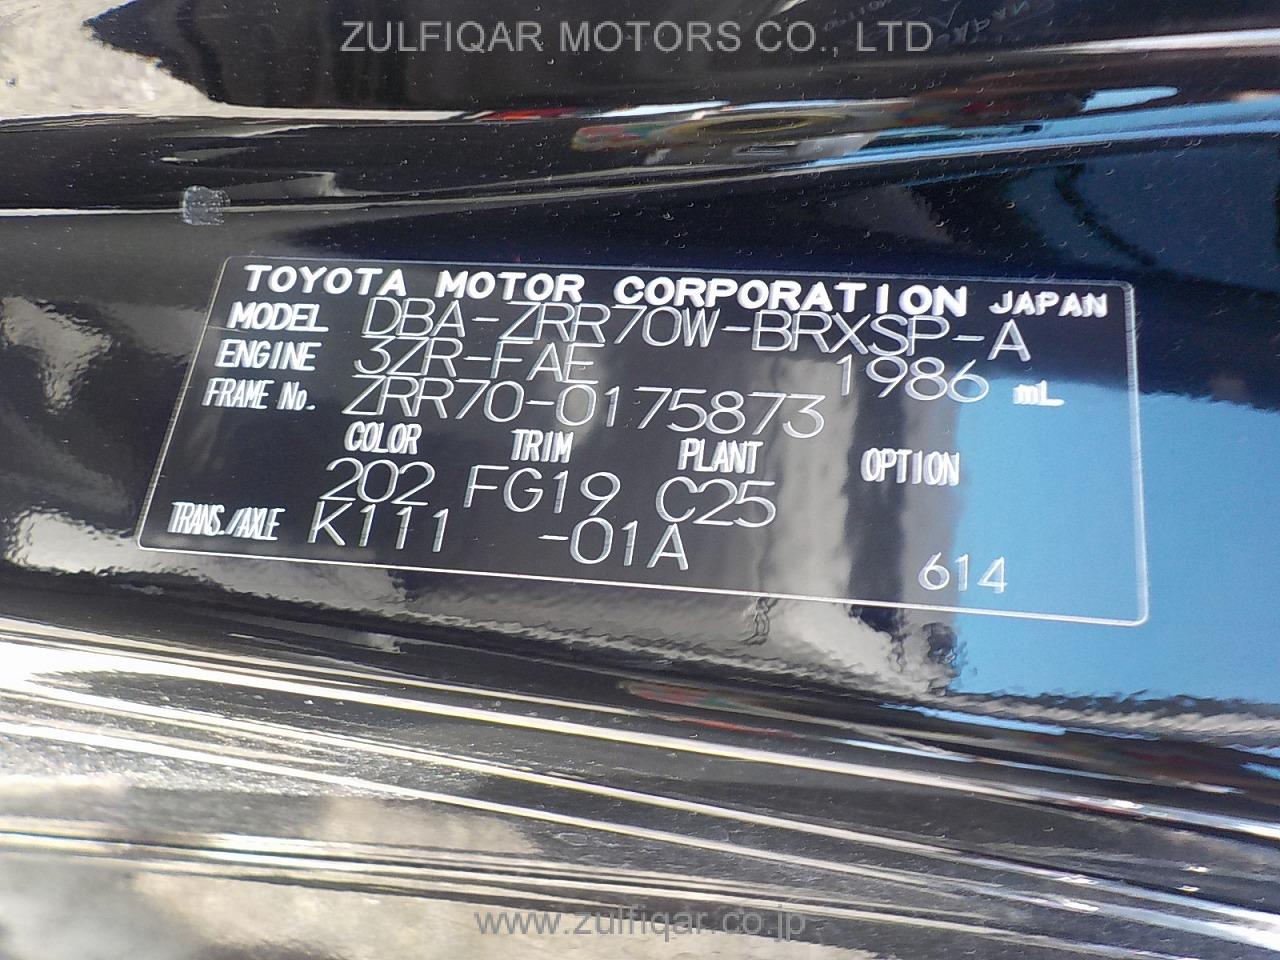 ZULFIQAR MOTORS CO., LTD
TOYOTA MOTOR CORPORATION JAPAN
MODEL DBA-ZRR70W-BRXSP-A
ENGINE 3ZR-FAE 1986 mL
FRAME No. ZRR70-0175873
COLOR TRIM PLANT OPTION
202 FG19 C25
TRANS./AXLE K111 -01A 614
www.zulfiqar.co.jp